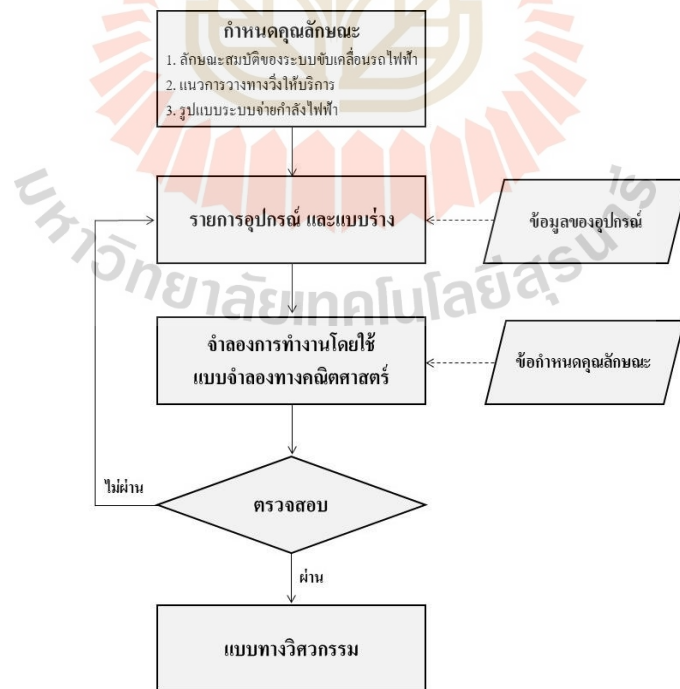 กำหนดคุณลักษณะ
1. ลักษณะสมบัติของระบบขับเคลื่อนรถไฟฟ้า
2. แนวการวางทางวิ่งให้บริการ
3. รูปแบบระบบจ่ายกำลังไฟฟ้า
รายการอุปกรณ์ และแบบร่าง
ข้อมูลของอุปกรณ์
มหาวิทยาลัยเทคโนโลยีสุรนารี
จำลองการทำงานโดยใช้
แบบจำลองทางคณิตศาสตร์
ข้อกำหนดคุณลักษณะ
ไม่ผ่าน
ตรวจสอบ
ผ่าน
แบบทางวิศวกรรม